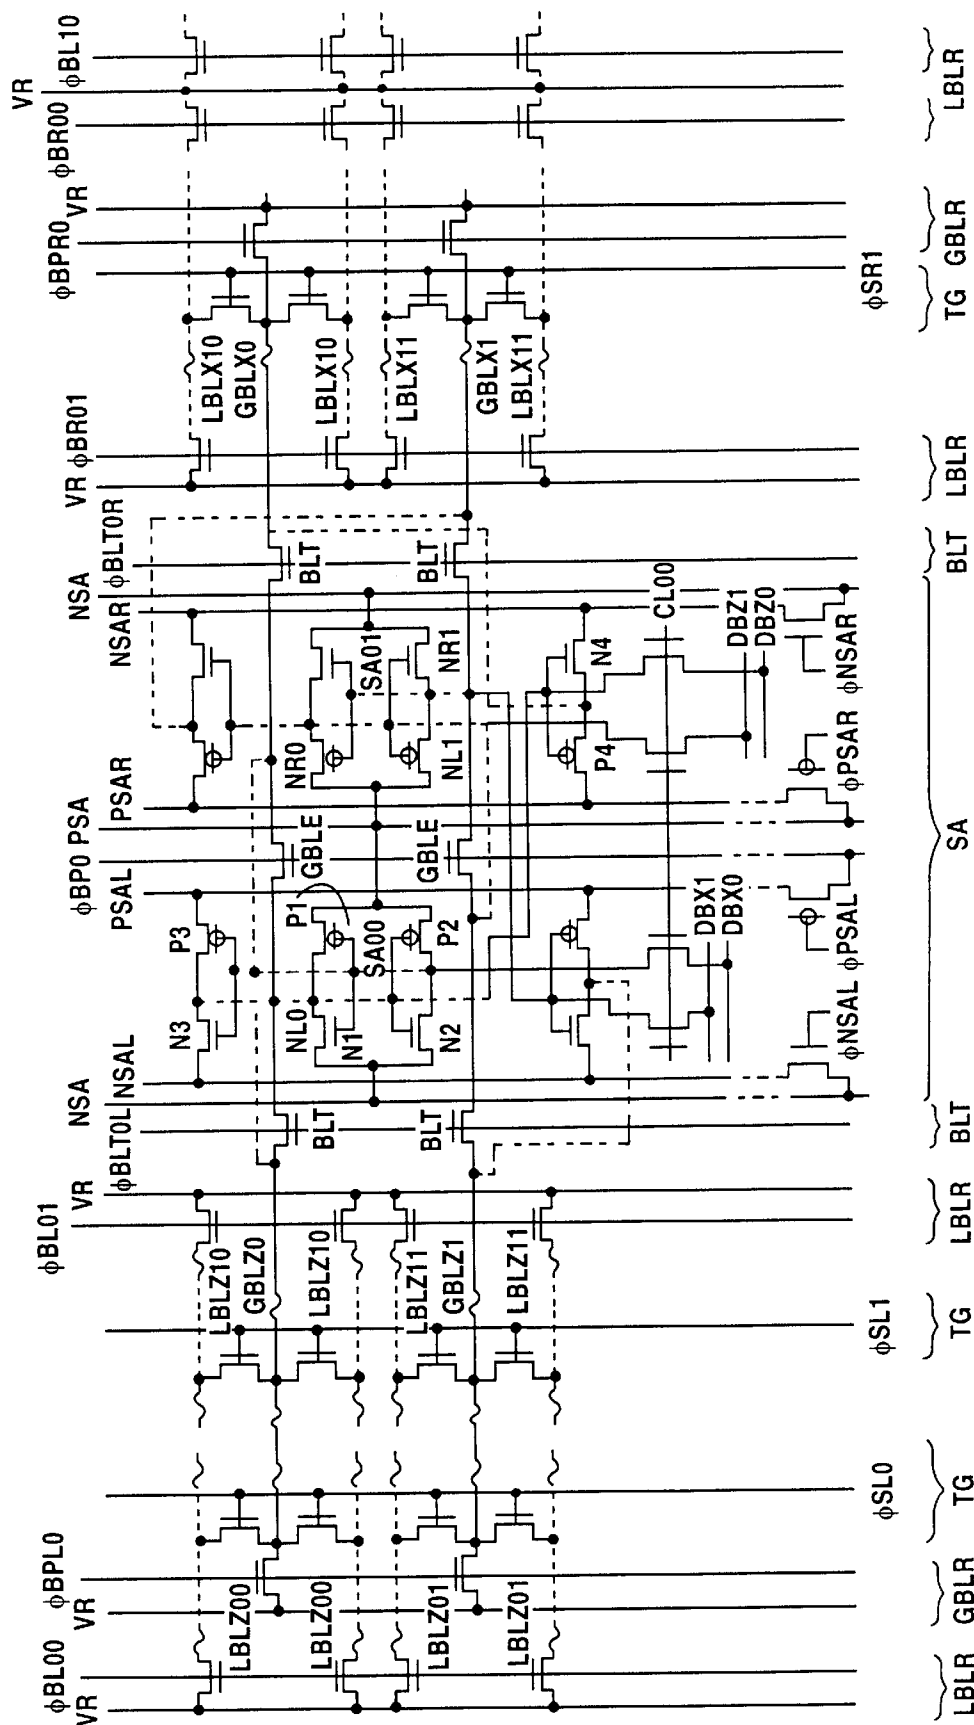 φBL00
VR
φBPL0
VR
φBL01
VR
φBLT0L
NSA
NSAL
PSAL
φBP0
PSA
PSAR
NSAR
NSA
φBLT0R
VR
φBR01
φBPR0
VR
φBR00
VR
φBL10
LBLZ00
LBLZ00
LBLZ01
LBLZ01
LBLZ10
GBLZ0
LBLZ10
LBLZ11
GBLZ1
LBLZ11
BLT
BLT
N3
P3
NL0
N1
P1
SA00
N2
P2
GBLE
GBLE
NR0
SA01
NL1
NR1
P4
N4
BLT
BLT
LBLX10
GBLX0
LBLX10
LBLX11
GBLX1
LBLX11
CL00
DBX1
DBX0
DBZ1
DBZ0
φSL0
φSL1
φNSAL
φPSAL
φPSAR
φNSAR
φSR1
LBLR
GBLR
TG
TG
LBLR
BLT
SA
BLT
LBLR
TG
GBLR
LBLR